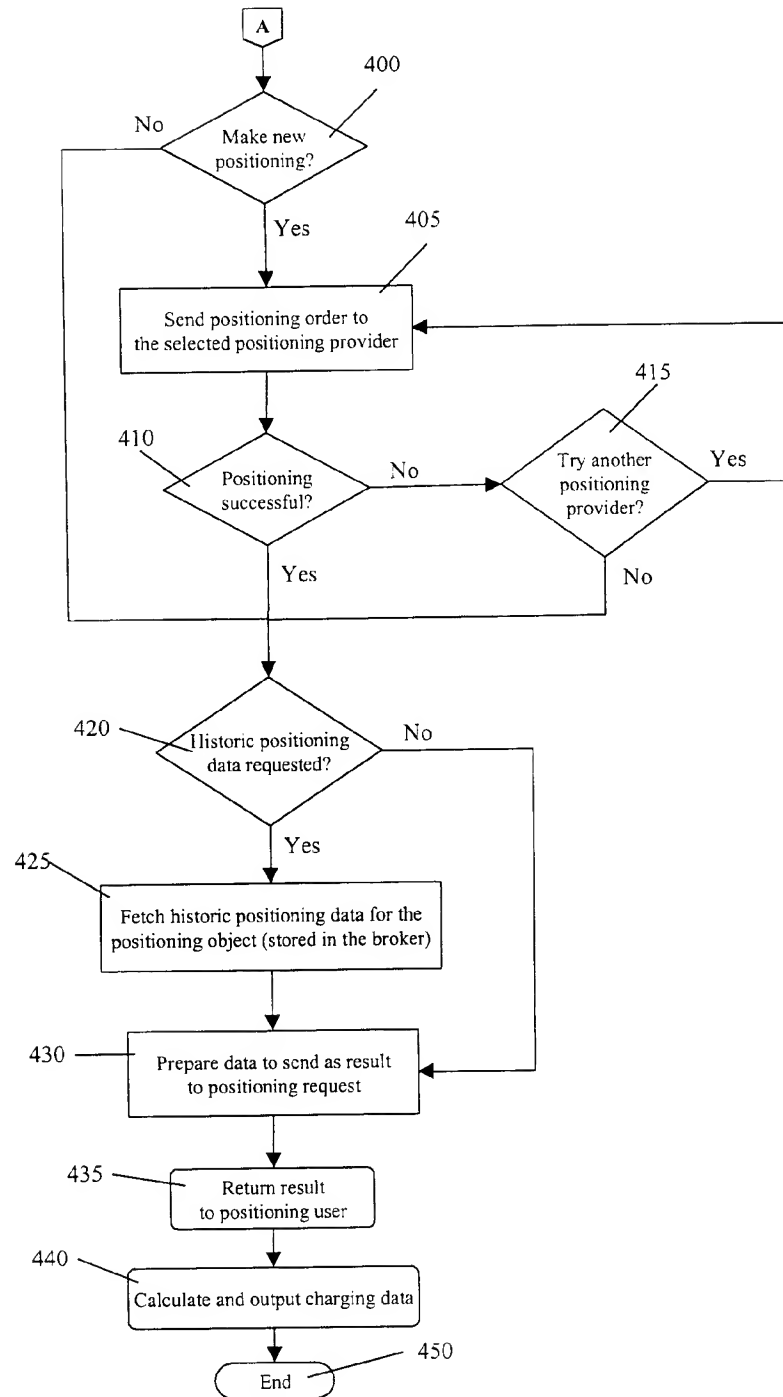 A
400
No
Make new
positioning?
Yes
405
Send positioning order to
the selected positioning provider
415
410
Positioning
successful?
No
Try another
positioning
provider?
Yes
Yes
No
420
Historic positioning
data requested?
No
Yes
425
Fetch historic positioning data for the
positioning object (stored in the broker)
430
Prepare data to send as result
to positioning request
435
Return result
to positioning user
440
Calculate and output charging data
450
End